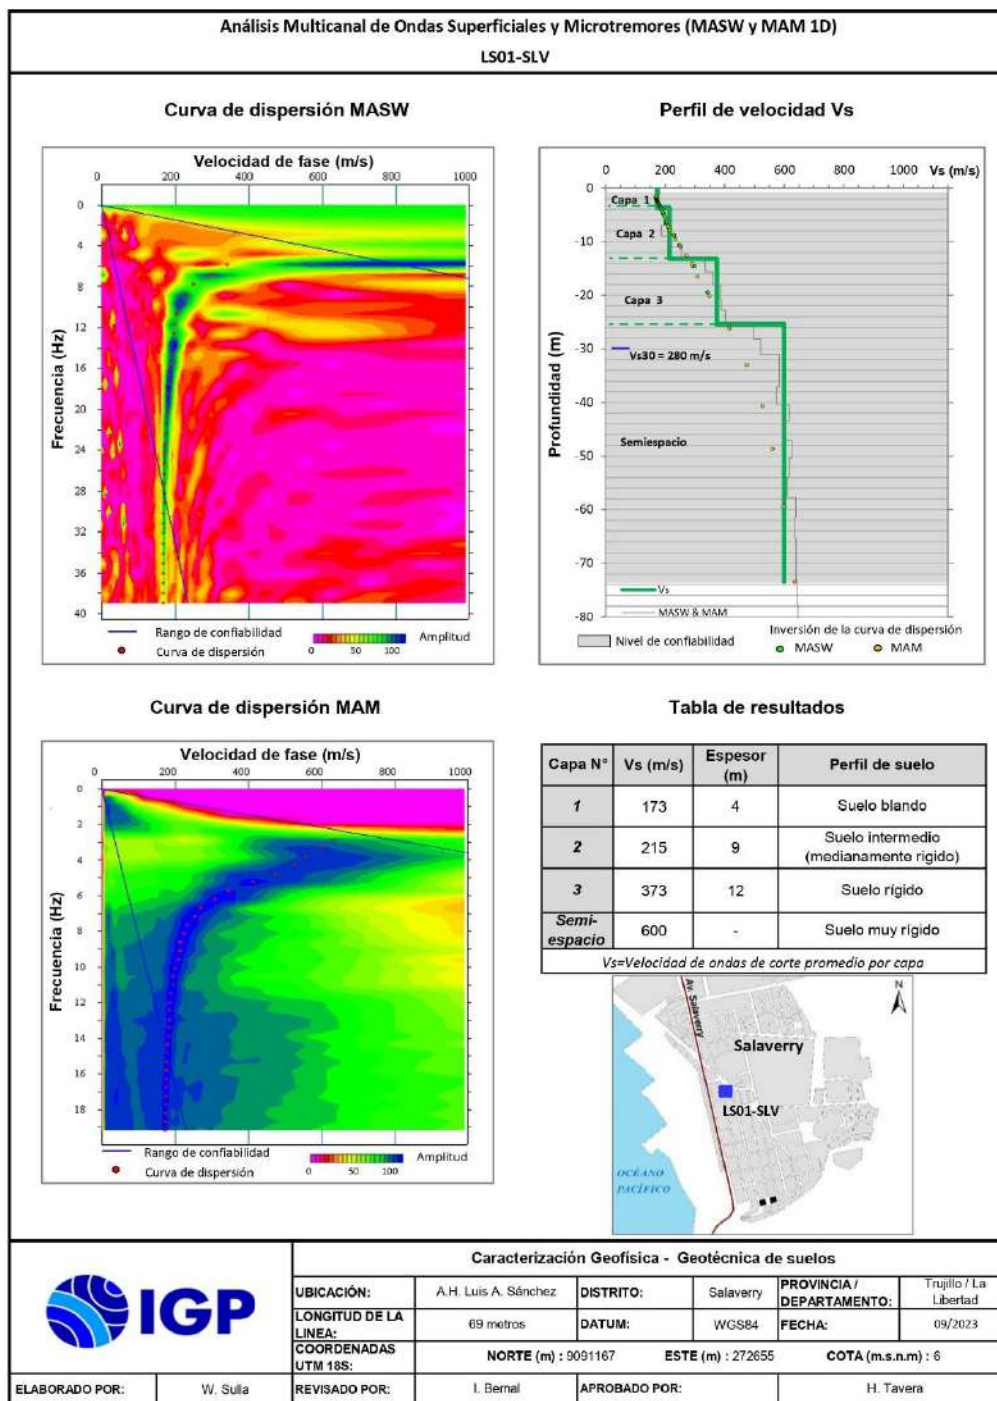 Análisis Multicanal de Ondas Superficiales y Microtremores (MASW y MAM 1D)
LS01-SLV
Curva de dispersión MASW
Velocidad de fase (m/s)
0 200 400 600 800 1000
Frecuencia (Hz)
0
4
8
12
16
20
24
28
32
36
40
Rango de confiabilidad
Curva de dispersión
Amplitud
0 50 100
Perfil de velocidad Vs
0 200 400 600 800 1000 Vs (m/s)
Profundidad (m)
0
-10
-20
-30
-40
-50
-60
-70
-80
Capa 1
Capa 2
Capa 3
Vs30 = 280 m/s
Semiespacio
Vs
MASW & MAM
Nivel de confiabilidad
Inversión de la curva de dispersión
MASW MAM
Curva de dispersión MAM
Velocidad de fase (m/s)
0 200 400 600 800 1000
Frecuencia (Hz)
0
2
4
6
8
10
12
14
16
18
Rango de confiabilidad
Curva de dispersión
Amplitud
0 50 100
Tabla de resultados
Capa N° Vs (m/s) Espesor (m) Perfil de suelo
1 173 4 Suelo blando
2 215 9 Suelo intermedio (medianamente rigido)
3 373 12 Suelo rígido
Semi-espacio 600 - Suelo muy rígido
Vs=Velocidad de ondas de corte promedio por capa
Av. Salaverry
N
Salaverry
LS01-SLV
OCÉANO
PACÍFICO
IGP
Caracterización Geofísica - Geotécnica de suelos
UBICACIÓN: A.H. Luis A. Sánchez DISTRITO: Salaverry PROVINCIA / DEPARTAMENTO: Trujillo / La Libertad
LONGITUD DE LA LINEA: 69 metros DATUM: WGS84 FECHA: 09/2023
COORDENADAS UTM 18S: NORTE (m) : 9091167 ESTE (m) : 272655 COTA (m.s.n.m) : 6
ELABORADO POR: W. Sulla REVISADO POR: I. Bernal APROBADO POR: H. Tavera